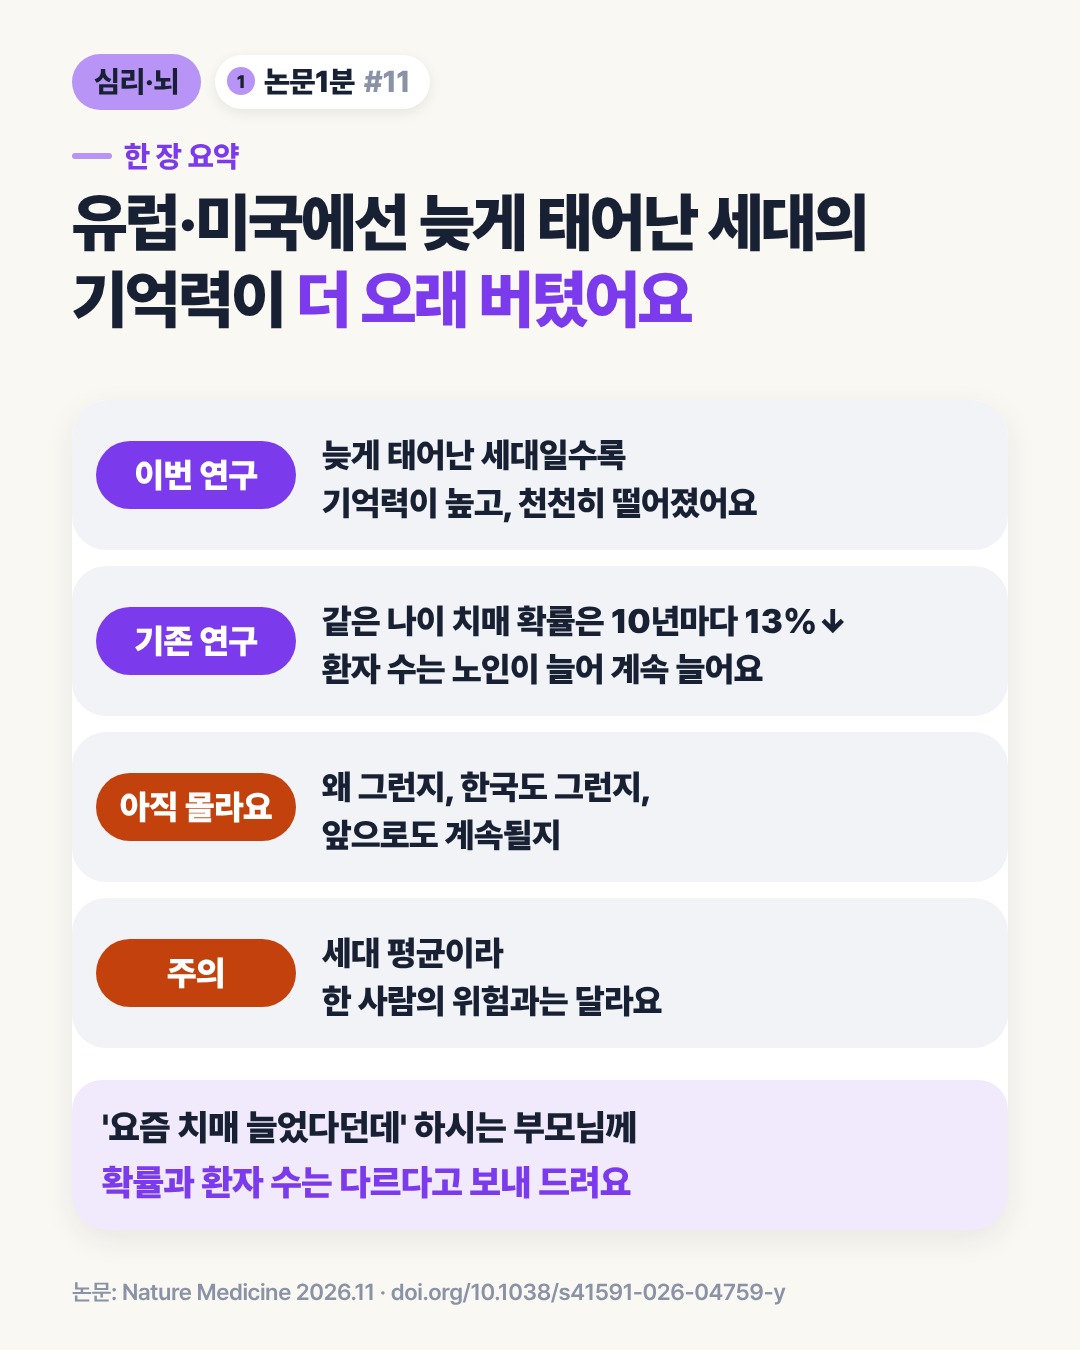 심리·뇌
1 논문1분 #11
한 장 요약
유럽·미국에선 늦게 태어난 세대의
기억력이 더 오래 버텼어요
이번 연구
늦게 태어난 세대일수록
기억력이 높고, 천천히 떨어졌어요
기존 연구
같은 나이 치매 확률은 10년마다 13%↓
환자 수는 노인이 늘어 계속 늘어요
아직 몰라요
왜 그런지, 한국도 그런지,
앞으로도 계속될지
주의
세대 평균이라
한 사람의 위험과는 달라요
'요즘 치매 늘었다던데' 하시는 부모님께
확률과 환자 수는 다르다고 보내 드려요
논문: Nature Medicine 2026.11 · doi.org/10.1038/s41591-026-04759-y